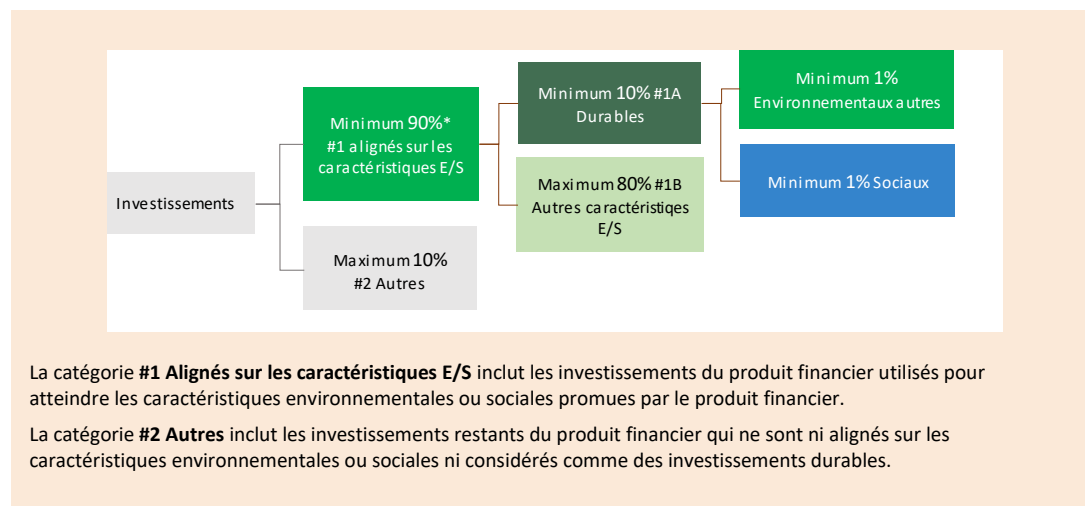 Investissements
Minimum 90%*
#1 alignés sur les
caractéristiques E/S
Maximum 10%
#2 Autres
Minimum 10% #1A
Durables
Maximum 80% #1B
Autres caractéristiqes
E/S
Minimum 1%
Environnementaux autres
Minimum 1% Sociaux
La catégorie #1 Alignés sur les caractéristiques E/S inclut les investissements du produit financier utilisés pour
atteindre les caractéristiques environnementales ou sociales promues par le produit financier.
La catégorie #2 Autres inclut les investissements restants du produit financier qui ne sont ni alignés sur les
caractéristiques environnementales ou sociales ni considérés comme des investissements durables.